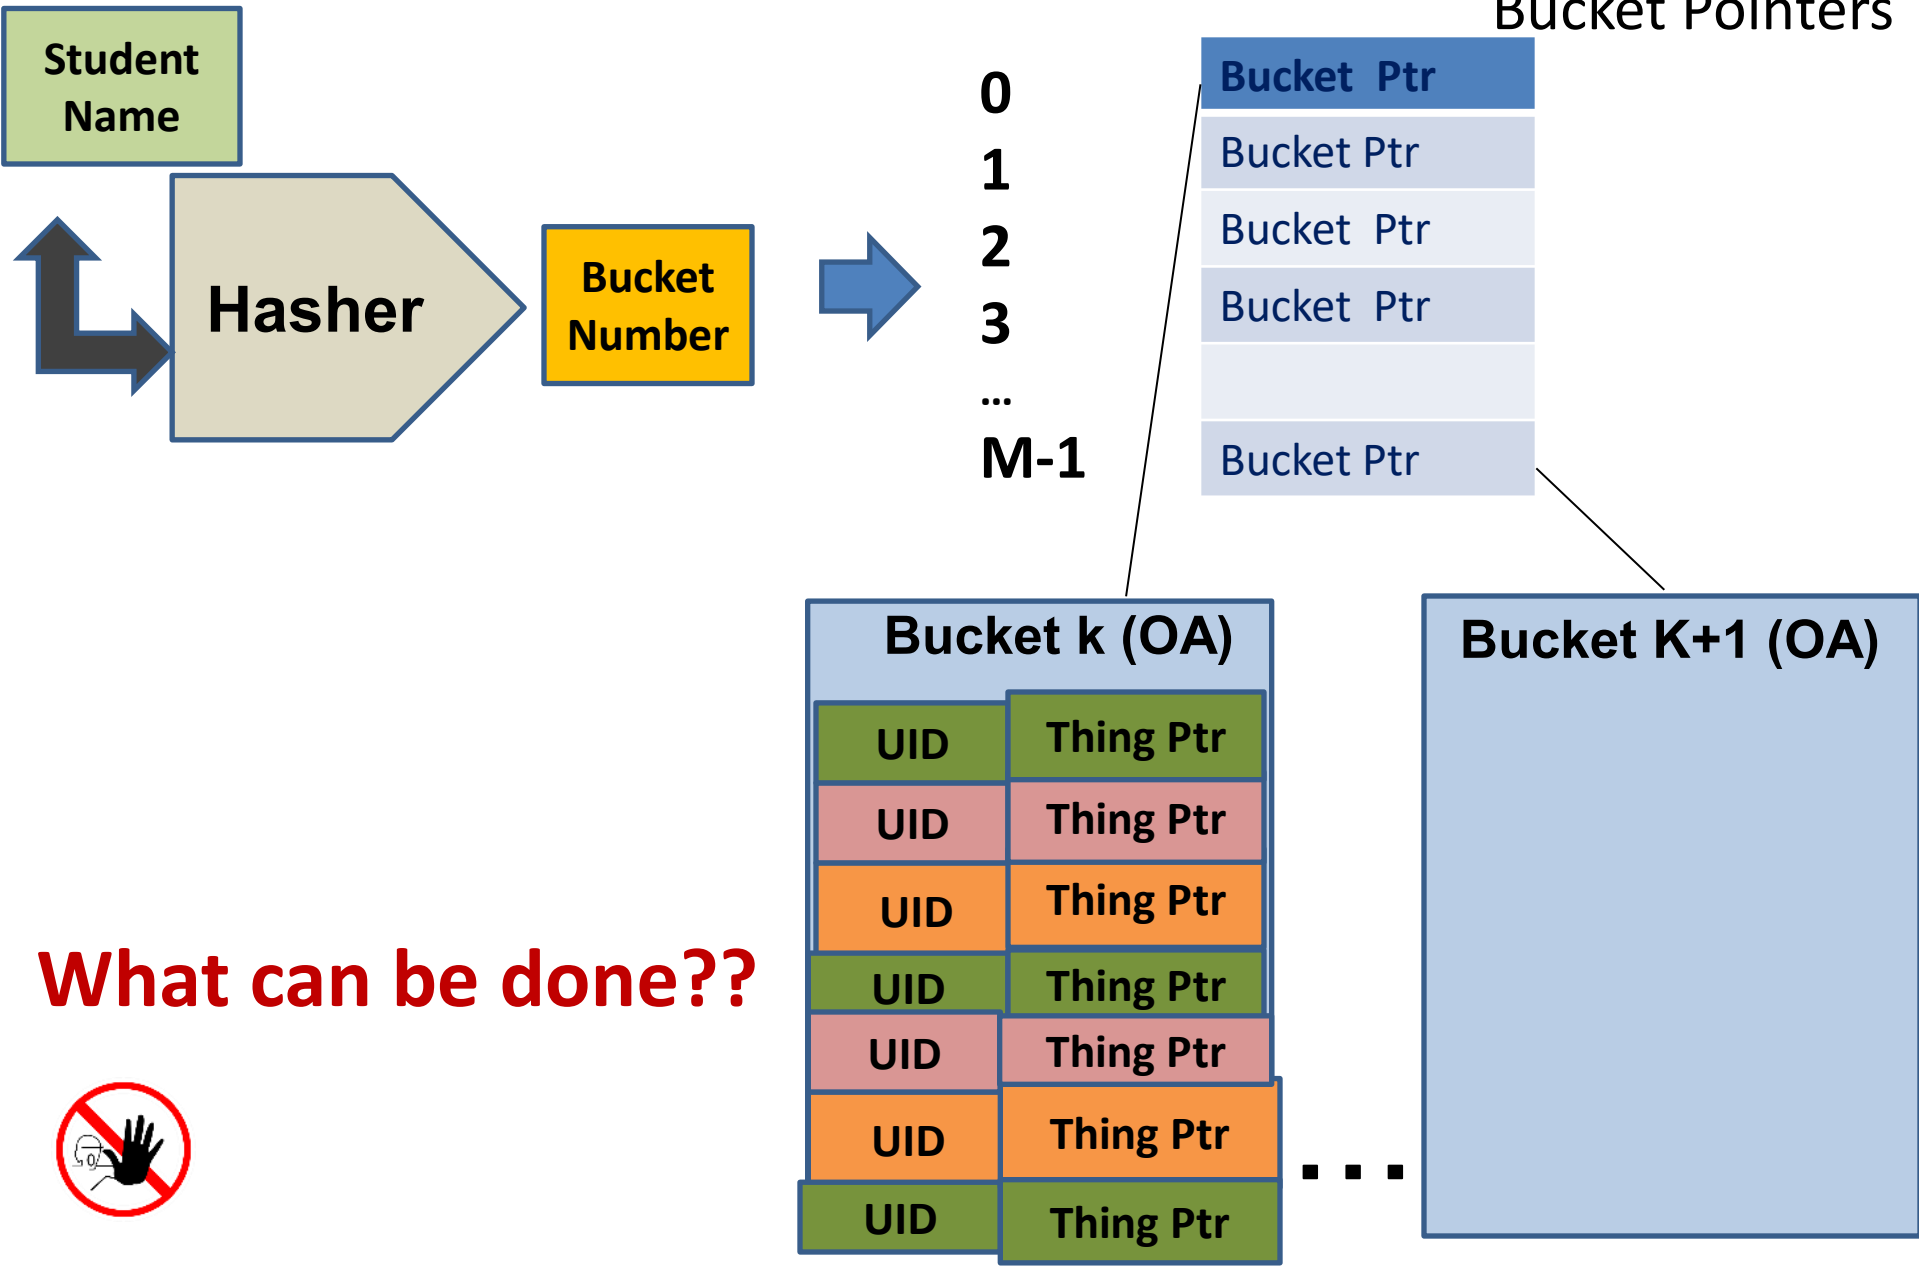 Bucket Pointers
Student
Name
Hasher
Bucket
Number
0
1
2
3
...
M-1
Bucket Ptr
Bucket Ptr
Bucket Ptr
Bucket Ptr
Bucket Ptr
Bucket k (OA)
UID Thing Ptr
UID Thing Ptr
UID Thing Ptr
UID Thing Ptr
UID Thing Ptr
UID Thing Ptr
UID Thing Ptr
...
Bucket K+1 (OA)
What can be done??